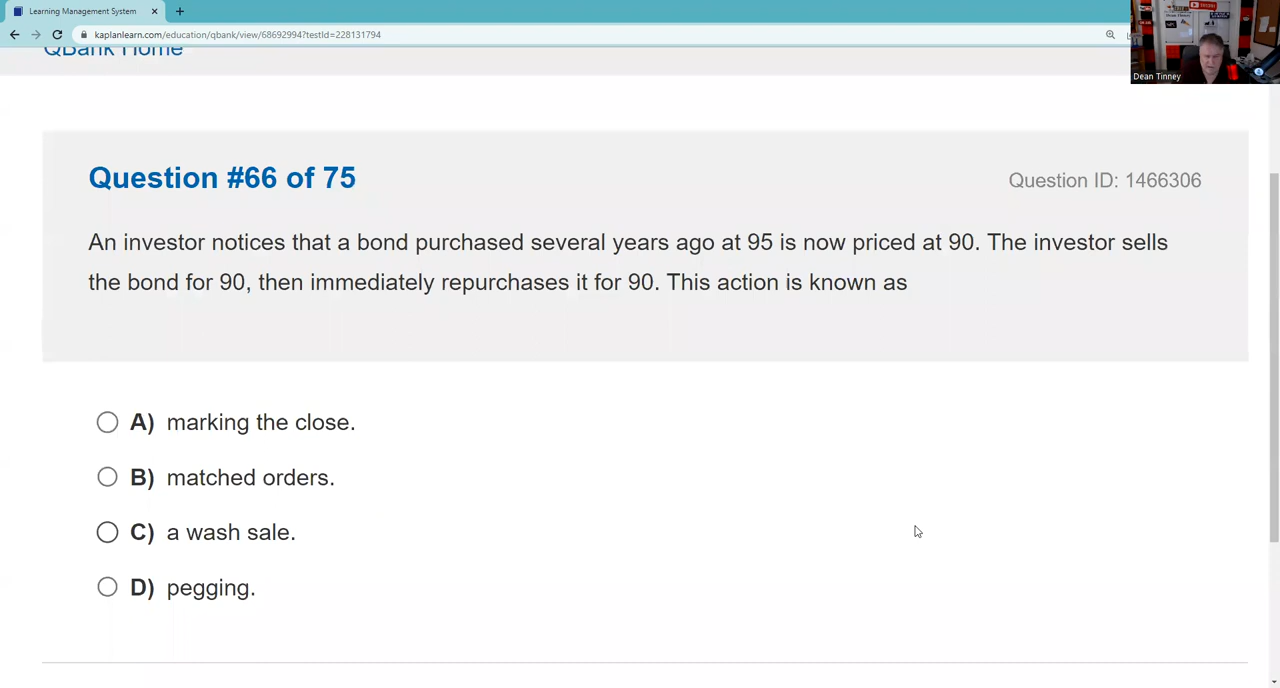 Learning Management System
kaplanlearn.com/education/qbank/view/68692994?testId=228131794
Dean Tinney
QBank Home
Question #66 of 75
Question ID: 1466306
An investor notices that a bond purchased several years ago at 95 is now priced at 90. The investor sells
the bond for 90, then immediately repurchases it for 90. This action is known as
A) marking the close.
B) matched orders.
C) a wash sale.
D) pegging.